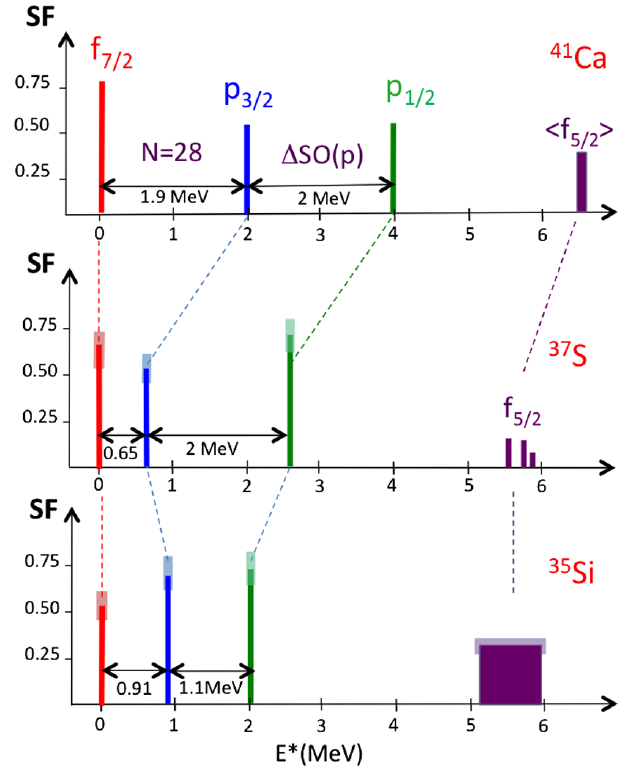 SF
f7/2
41Ca
p3/2
p1/2
0.75
0.50
0.25
N=28
ΔSO(p)
<f5/2>
1.9 MeV
2 MeV
0 1 2 3 4 5 6
SF
37S
0.75
0.50
0.25
f5/2
0.65
2 MeV
0 1 2 3 4 5 6
SF
35Si
0.75
0.50
0.25
0.91
1.1MeV
0 1 2 3 4 5 6
E*(MeV)